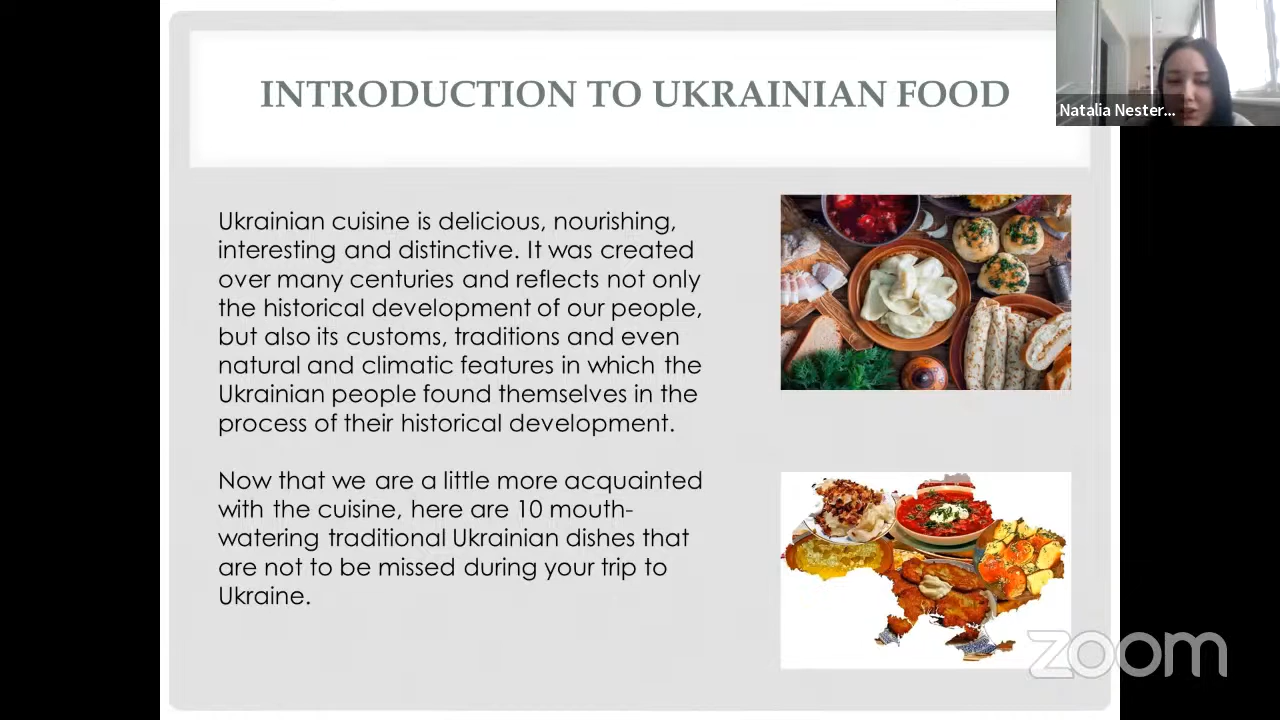 INTRODUCTION TO UKRAINIAN FOOD
Natalia Nester...
Ukrainian cuisine is delicious, nourishing,
interesting and distinctive. It was created
over many centuries and reflects not only
the historical development of our people,
but also its customs, traditions and even
natural and climatic features in which the
Ukrainian people found themselves in the
process of their historical development.
Now that we are a little more acquainted
with the cuisine, here are 10 mouth-
watering traditional Ukrainian dishes that
are not to be missed during your trip to
Ukraine.
zoom